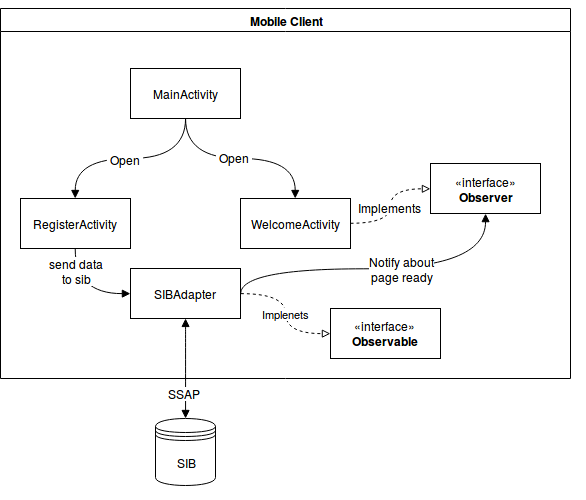 Mobile Client
MainActivity
Open
Open
«interface»
Observer
Implements
RegisterActivity
WelcomeActivity
send data
to sib
Notify about
page ready
SIBAdapter
Implenets
«interface»
Observable
SSAP
SIB